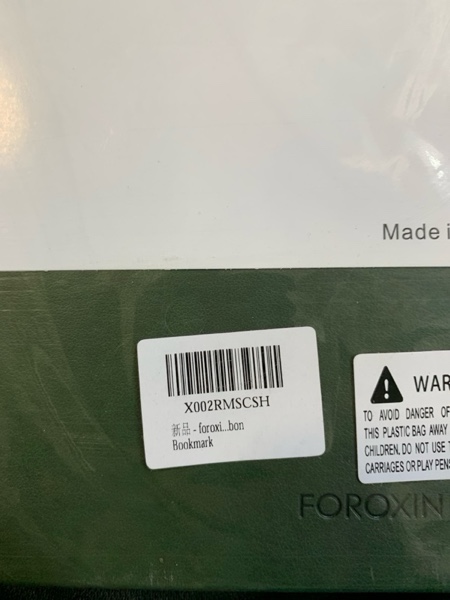 Made i
X002RMSCSH
新品 - foroxi...bon
Bookmark
WAR
TO AVOID DANGER OF
THIS PLASTIC BAG AWAY
CHILDREN. DO NOT USE T
CARRIAGES OR PLAY PENS
FOROXIN